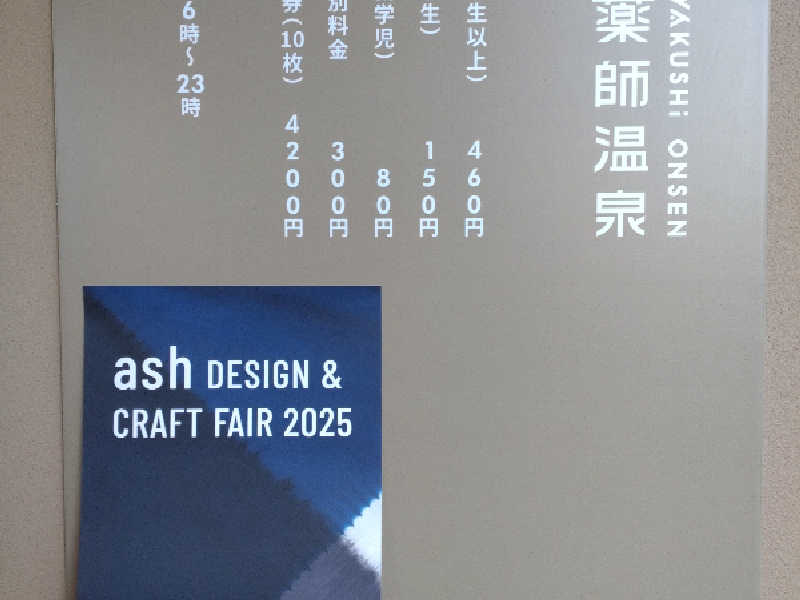 YAKUSHi ONSEN
薬師温泉
生以上) 460円
生) 150円
学児) 80円
別料金 300円
券(10枚) 4200円
6時〜23時
ash DESIGN &
CRAFT FAIR 2025